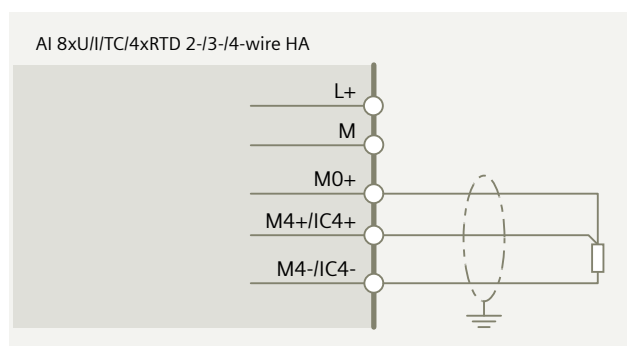 AI 8xU/I/TC/4xRTD 2-/3-/4-wire HA
L+
M
M0+
M4+/IC4+
M4-/IC4-